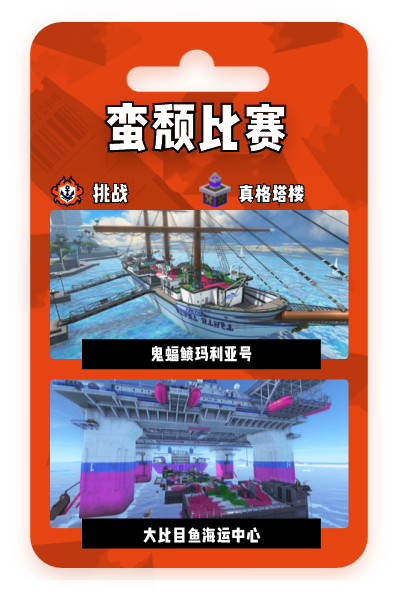 蛮颓比赛
挑战
真格塔楼
鬼蝠鲼玛利亚号
大比目鱼海运中心